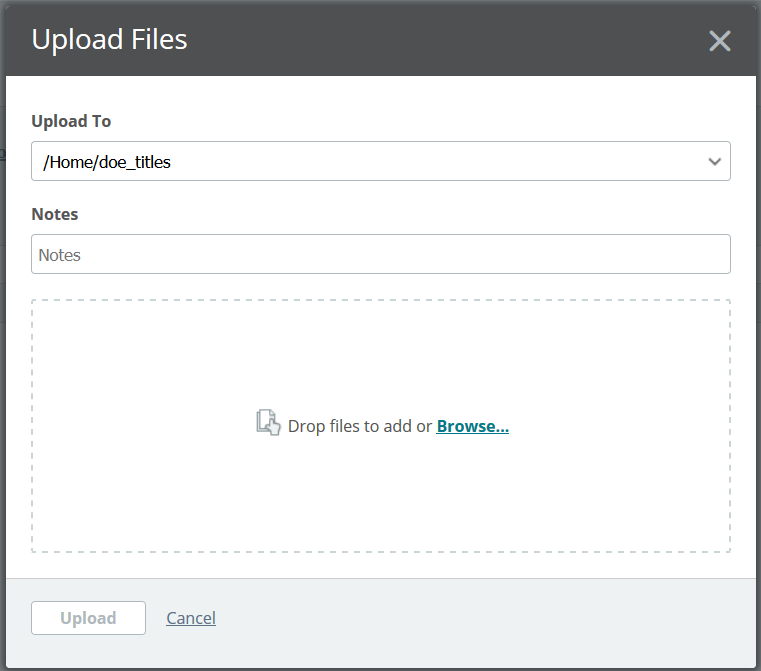 Upload Files
Upload To
/Home/doe_titles
Notes
Notes
Drop files to add or Browse...
Upload Cancel